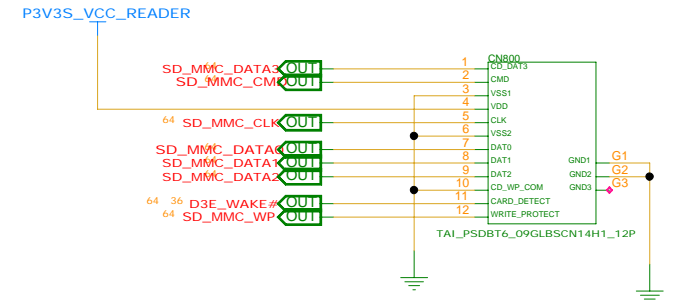 P3V3S_VCC_READER
CN800
SD_MMC_DATA3 OUT 1 CD_DAT3
SD_MMC_CMD OUT 2 CMD
3 VSS1
4 VDD
64 SD_MMC_CLK OUT 5 CLK
6 VSS2
SD_MMC_DATA0 OUT 7 DAT0
SD_MMC_DATA1 OUT 8 DAT1 GND1 G1
SD_MMC_DATA2 OUT 9 DAT2 GND2 G2
10 CD_WP_COM GND3 G3
64 36 D3E_WAKE# OUT 11 CARD_DETECT
64 SD_MMC_WP OUT 12 WRITE_PROTECT
TAI_PSDBT6_09GLBSCN14H1_12P